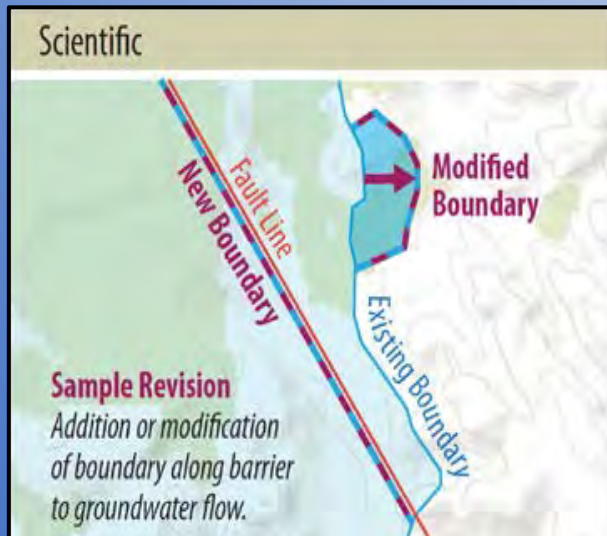 Scientific
Fault Line
New Boundary
Modified
Boundary
Existing Boundary
Sample Revision
Addition or modification
of boundary along barrier
to groundwater flow.